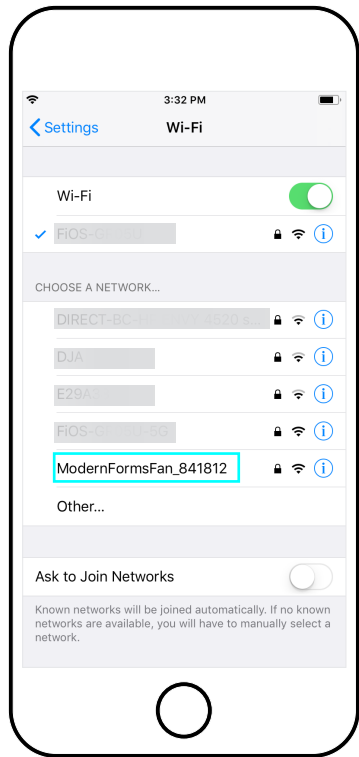 3:32 PM
Settings
Wi-Fi
Wi-Fi
CHOOSE A NETWORK...
DJA
ModernFormsFan_841812
Other...
Ask to Join Networks
Known networks will be joined automatically. If no known
networks are available, you will have to manually select a
network.